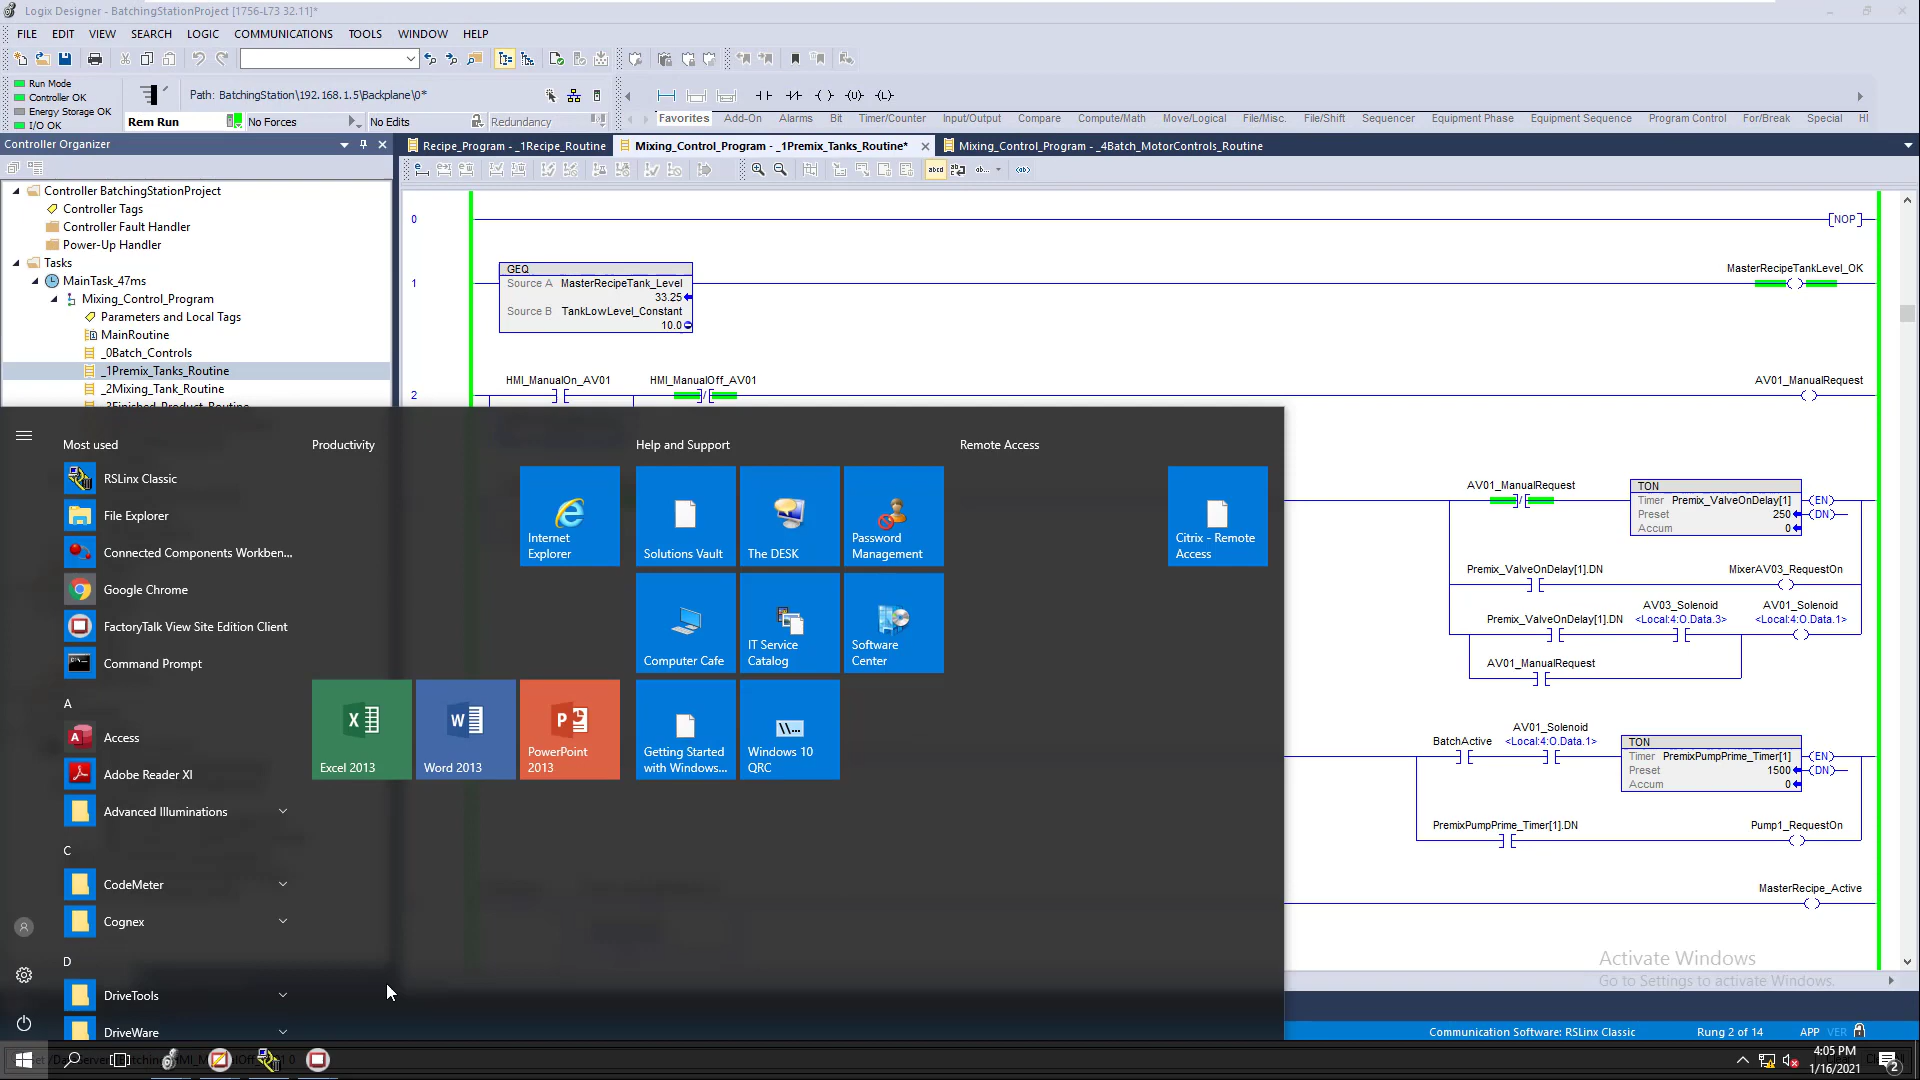 Logix Designer - BatchingStationProject [1756-L73 32.11]*
FILE EDIT VIEW SEARCH LOGIC COMMUNICATIONS TOOLS WINDOW HELP
Run Mode
Controller OK
Energy Storage OK
I/O OK
Path: BatchingStation\192.168.1.5\Backplane\0*
Rem Run
No Forces
No Edits
Redundancy
Favorites Add-On Alarms Bit Timer/Counter Input/Output Compare Compute/Math Move/Logical File/Misc. File/Shift Sequencer Equipment Phase Equipment Sequence Program Control For/Break Special HI
Controller Organizer
Recipe_Program - _1Recipe_Routine
Mixing_Control_Program - _1Premix_Tanks_Routine*
Mixing_Control_Program - _4Batch_MotorControls_Routine
Controller BatchingStationProject
Controller Tags
Controller Fault Handler
Power-Up Handler
Tasks
MainTask_47ms
Mixing_Control_Program
Parameters and Local Tags
MainRoutine
_0Batch_Controls
_1Premix_Tanks_Routine
_2Mixing_Tank_Routine
_3Finished_Product_Routine
0
NOP
1
GEQ
Source A MasterRecipeTank_Level
33.25
Source B TankLowLevel_Constant
10.0
MasterRecipeTankLevel_OK
2
HMI_ManualOn_AV01
HMI_ManualOff_AV01
AV01_ManualRequest
AV01_ManualRequest
TON
Timer Premix_ValveOnDelay[1]
Preset 250
Accum 0
EN
DN
Premix_ValveOnDelay[1].DN
MixerAV03_RequestOn
Premix_ValveOnDelay[1].DN
AV03_Solenoid
<Local:4:O.Data.3>
AV01_Solenoid
<Local:4:O.Data.1>
AV01_ManualRequest
BatchActive
AV01_Solenoid
<Local:4:O.Data.1>
TON
Timer PremixPumpPrime_Timer[1]
Preset 1500
Accum 0
EN
DN
PremixPumpPrime_Timer[1].DN
Pump1_RequestOn
MasterRecipe_Active
Most used
RSLinx Classic
File Explorer
Connected Components Workben...
Google Chrome
FactoryTalk View Site Edition Client
Command Prompt
A
Access
Adobe Reader XI
Advanced Illuminations
C
CodeMeter
Cognex
D
DriveTools
DriveWare
Productivity
Internet
Explorer
Excel 2013
Word 2013
PowerPoint
2013
Help and Support
Solutions Vault
The DESK
Password
Management
Computer Cafe
IT Service
Catalog
Software
Center
Getting Started
with Windows...
Windows 10
QRC
Remote Access
Citrix - Remote
Access
Activate Windows
Go to Settings to activate Windows.
Communication Software: RSLinx Classic
Rung 2 of 14
APP VER
4:05 PM
1/16/2021
2